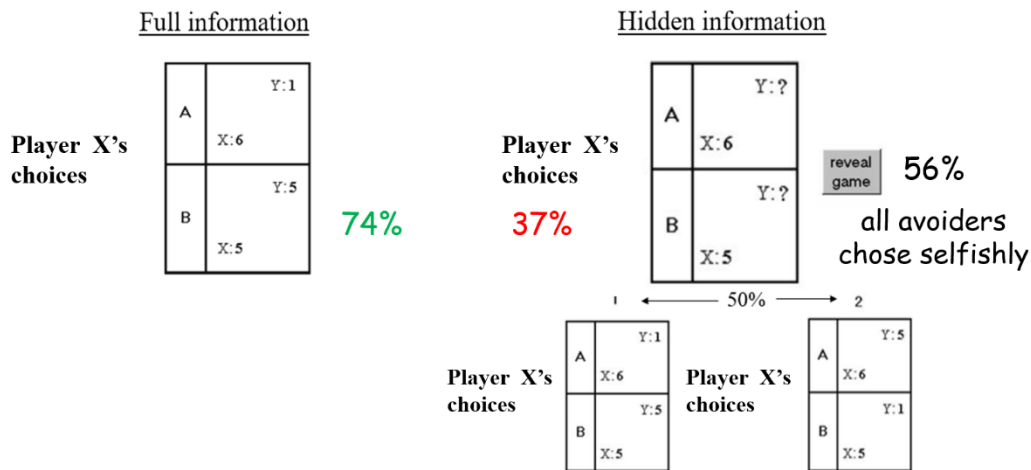 Full information
Y:1
A
X:6
Player X's
choices
Y:5
B
X:5
74%
Hidden information
Y:?
A
X:6
Player X's
choices
37%
Y:?
B
X:5
reveal
game
56%
all avoiders
chose selfishly
1
50%
2
Player X's
choices
Y:1
A
X:6
Y:5
B
X:5
Player X's
choices
Y:5
A
X:6
Y:1
B
X:5